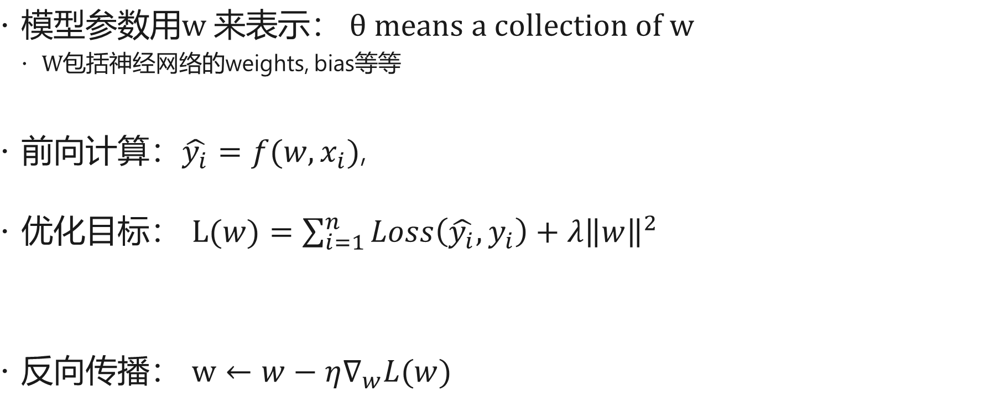 · 模型参数用w 来表示： θ means a collection of w
· W包括神经网络的weights, bias等等
· 前向计算：$\widehat{y_i} = f(w, x_i)$,
· 优化目标： $\mathrm{L}(w) = \sum_{i=1}^{n} Loss(\widehat{y_i}, y_i) + \lambda \|w\|^2$
· 反向传播： $\mathrm{w} \leftarrow w - \eta \nabla_w L(w)$